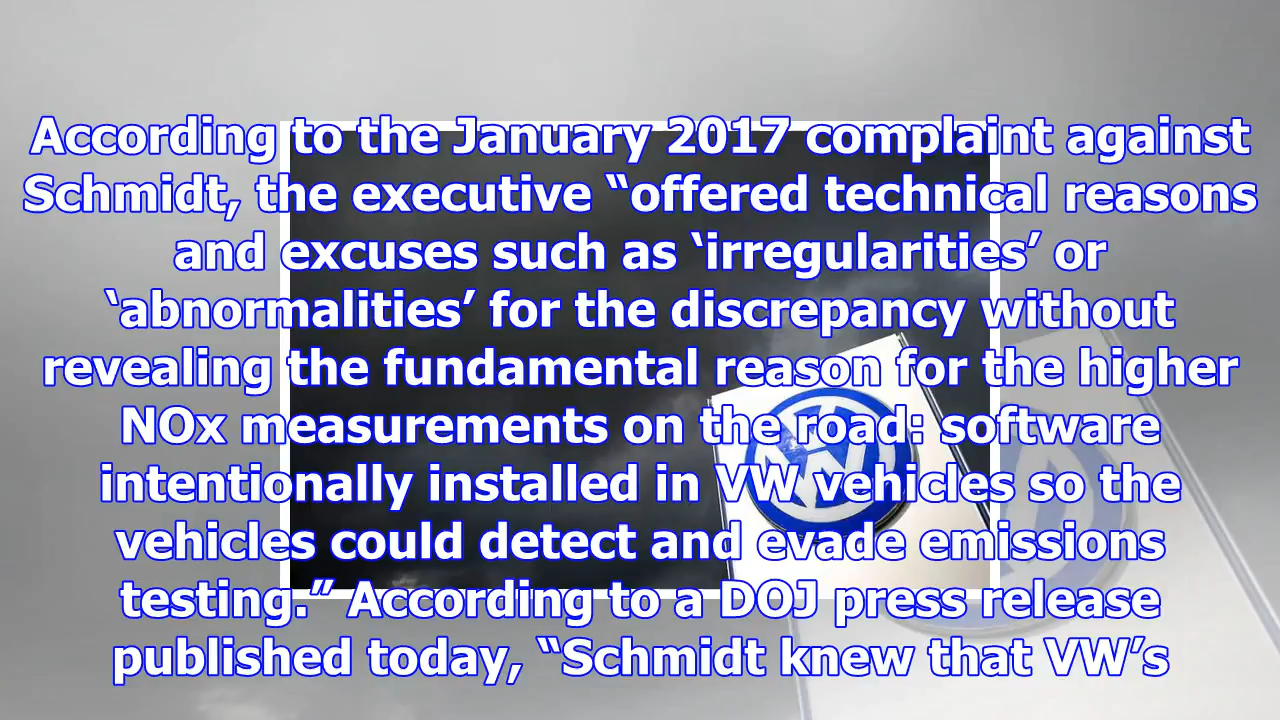 According to the January 2017 complaint against
Schmidt, the executive “offered technical reasons
and excuses such as ‘irregularities’ or
‘abnormalities’ for the discrepancy without
revealing the fundamental reason for the higher
NOx measurements on the road: software
intentionally installed in VW vehicles so the
vehicles could detect and evade emissions
testing.” According to a DOJ press release
published today, “Schmidt knew that VW’s